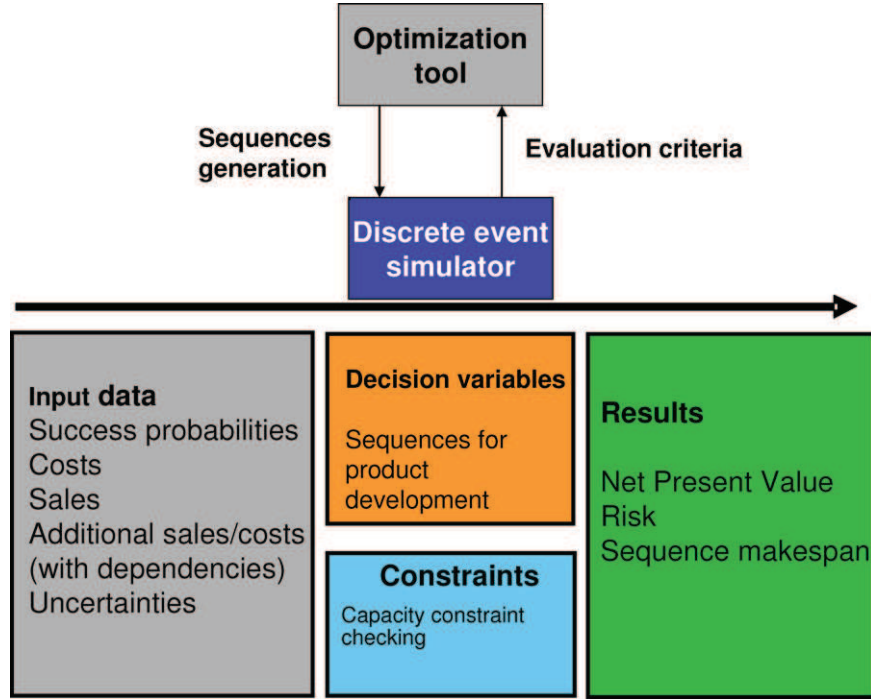 Optimization
tool
Sequences
generation
Evaluation criteria
Discrete event
simulator
Input data
Success probabilities
Costs
Sales
Additional sales/costs
(with dependencies)
Uncertainties
Decision variables
Sequences for
product
development
Constraints
Capacity constraint
checking
Results
Net Present Value
Risk
Sequence makespan